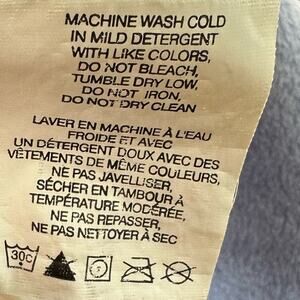 MACHINE WASH COLD
IN MILD DETERGENT
WITH LIKE COLORS,
DO NOT BLEACH,
TUMBLE DRY LOW,
DO NOT IRON,
DO NOT DRY CLEAN
LAVER EN MACHINE À L'EAU
FROIDE ET AVEC
UN DÉTERGENT DOUX AVEC DES
VÊTEMENTS DE MÊME COULEURS,
NE PAS JAVELLISER,
SÉCHER EN TAMBOUR À
TEMPÉRATURE MODÉRÉE,
NE PAS REPASSER,
NE PAS NETTOYER À SEC
30C